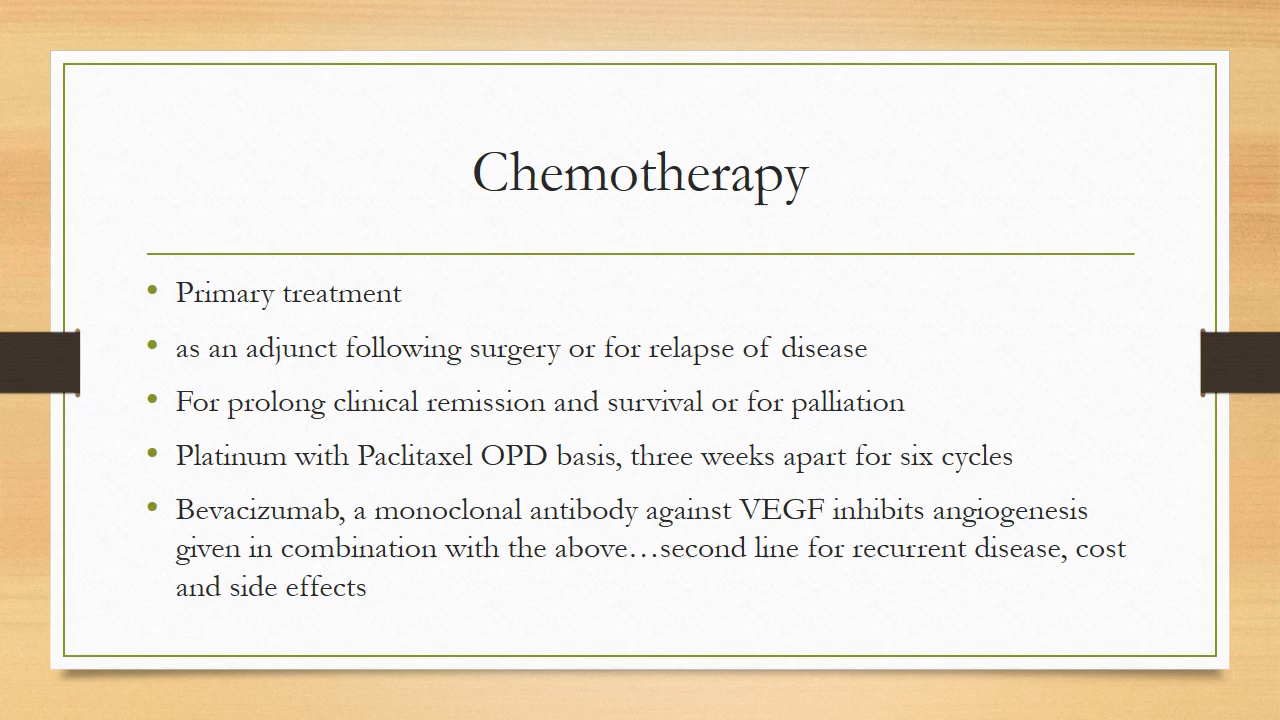 Chemotherapy
• Primary treatment
• as an adjunct following surgery or for relapse of disease
• For prolong clinical remission and survival or for palliation
• Platinum with Paclitaxel OPD basis, three weeks apart for six cycles
• Bevacizumab, a monoclonal antibody against VEGF inhibits angiogenesis
given in combination with the above…second line for recurrent disease, cost
and side effects